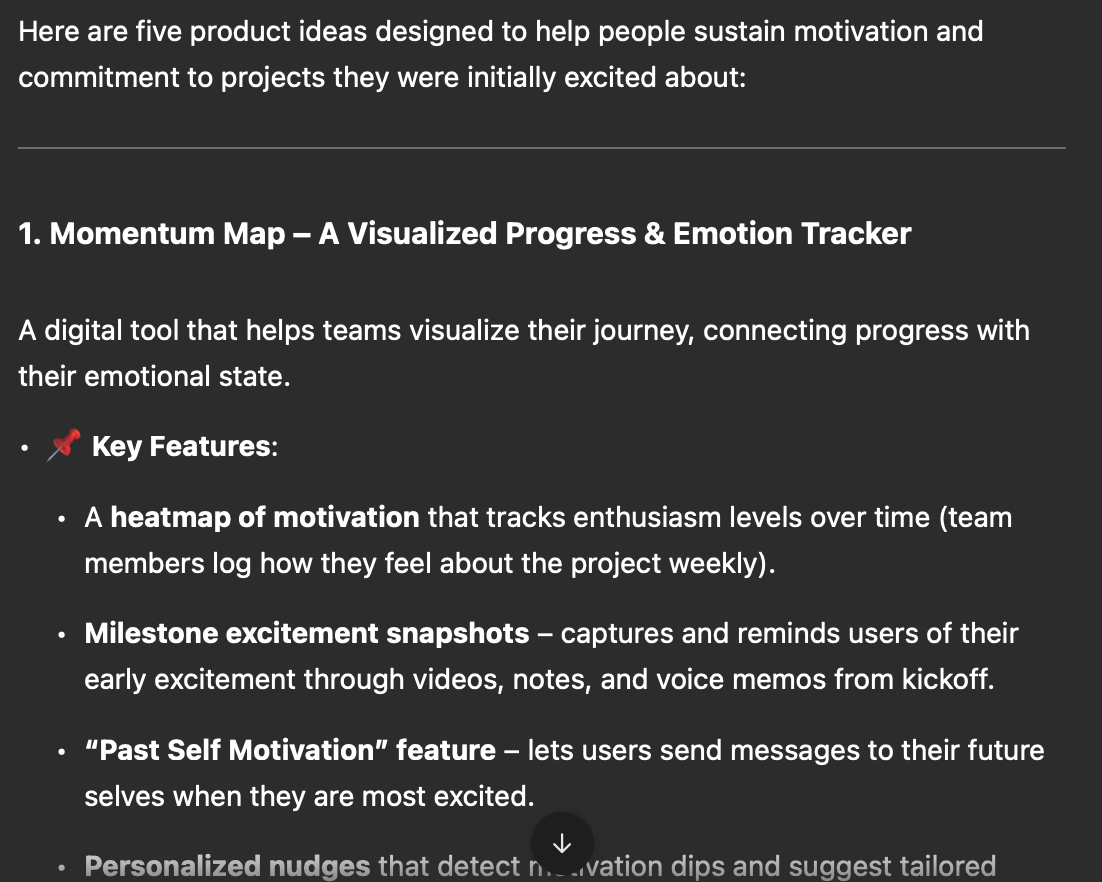 Here are five product ideas designed to help people sustain motivation and
commitment to projects they were initially excited about:
1. Momentum Map – A Visualized Progress & Emotion Tracker
A digital tool that helps teams visualize their journey, connecting progress with
their emotional state.
• 📌 Key Features:
• A heatmap of motivation that tracks enthusiasm levels over time (team
members log how they feel about the project weekly).
• Milestone excitement snapshots – captures and reminds users of their
early excitement through videos, notes, and voice memos from kickoff.
• “Past Self Motivation” feature – lets users send messages to their future
selves when they are most excited.
• Personalized nudges that detect motivation dips and suggest tailored